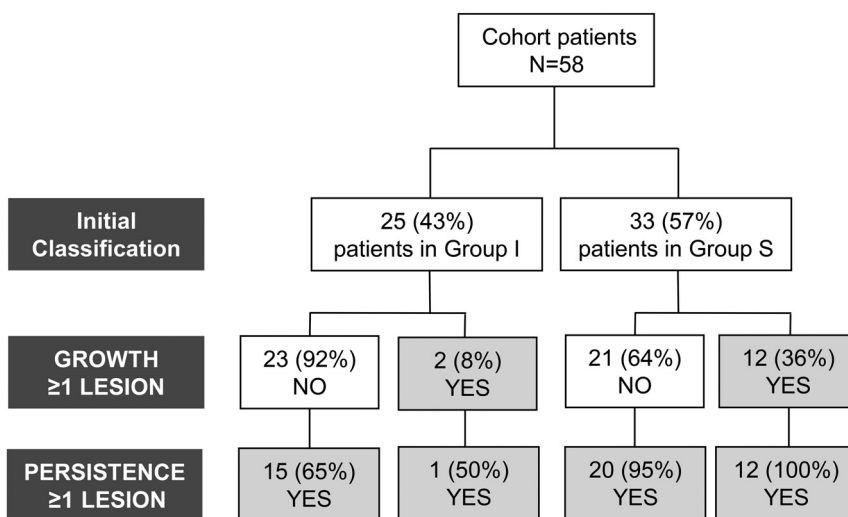 Cohort patients
N=58
Initial
Classification
25 (43%)
patients in Group I
33 (57%)
patients in Group S
GROWTH
≥1 LESION
23 (92%)
NO
2 (8%)
YES
21 (64%)
NO
12 (36%)
YES
PERSISTENCE
≥1 LESION
15 (65%)
YES
1 (50%)
YES
20 (95%)
YES
12 (100%)
YES